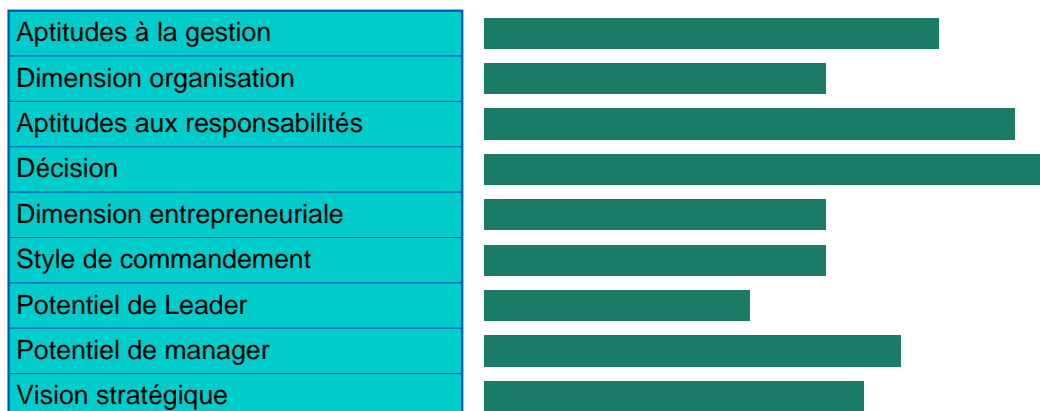 Aptitudes à la gestion
Dimension organisation
Aptitudes aux responsabilités
Décision
Dimension entrepreneuriale
Style de commandement
Potentiel de Leader
Potentiel de manager
Vision stratégique